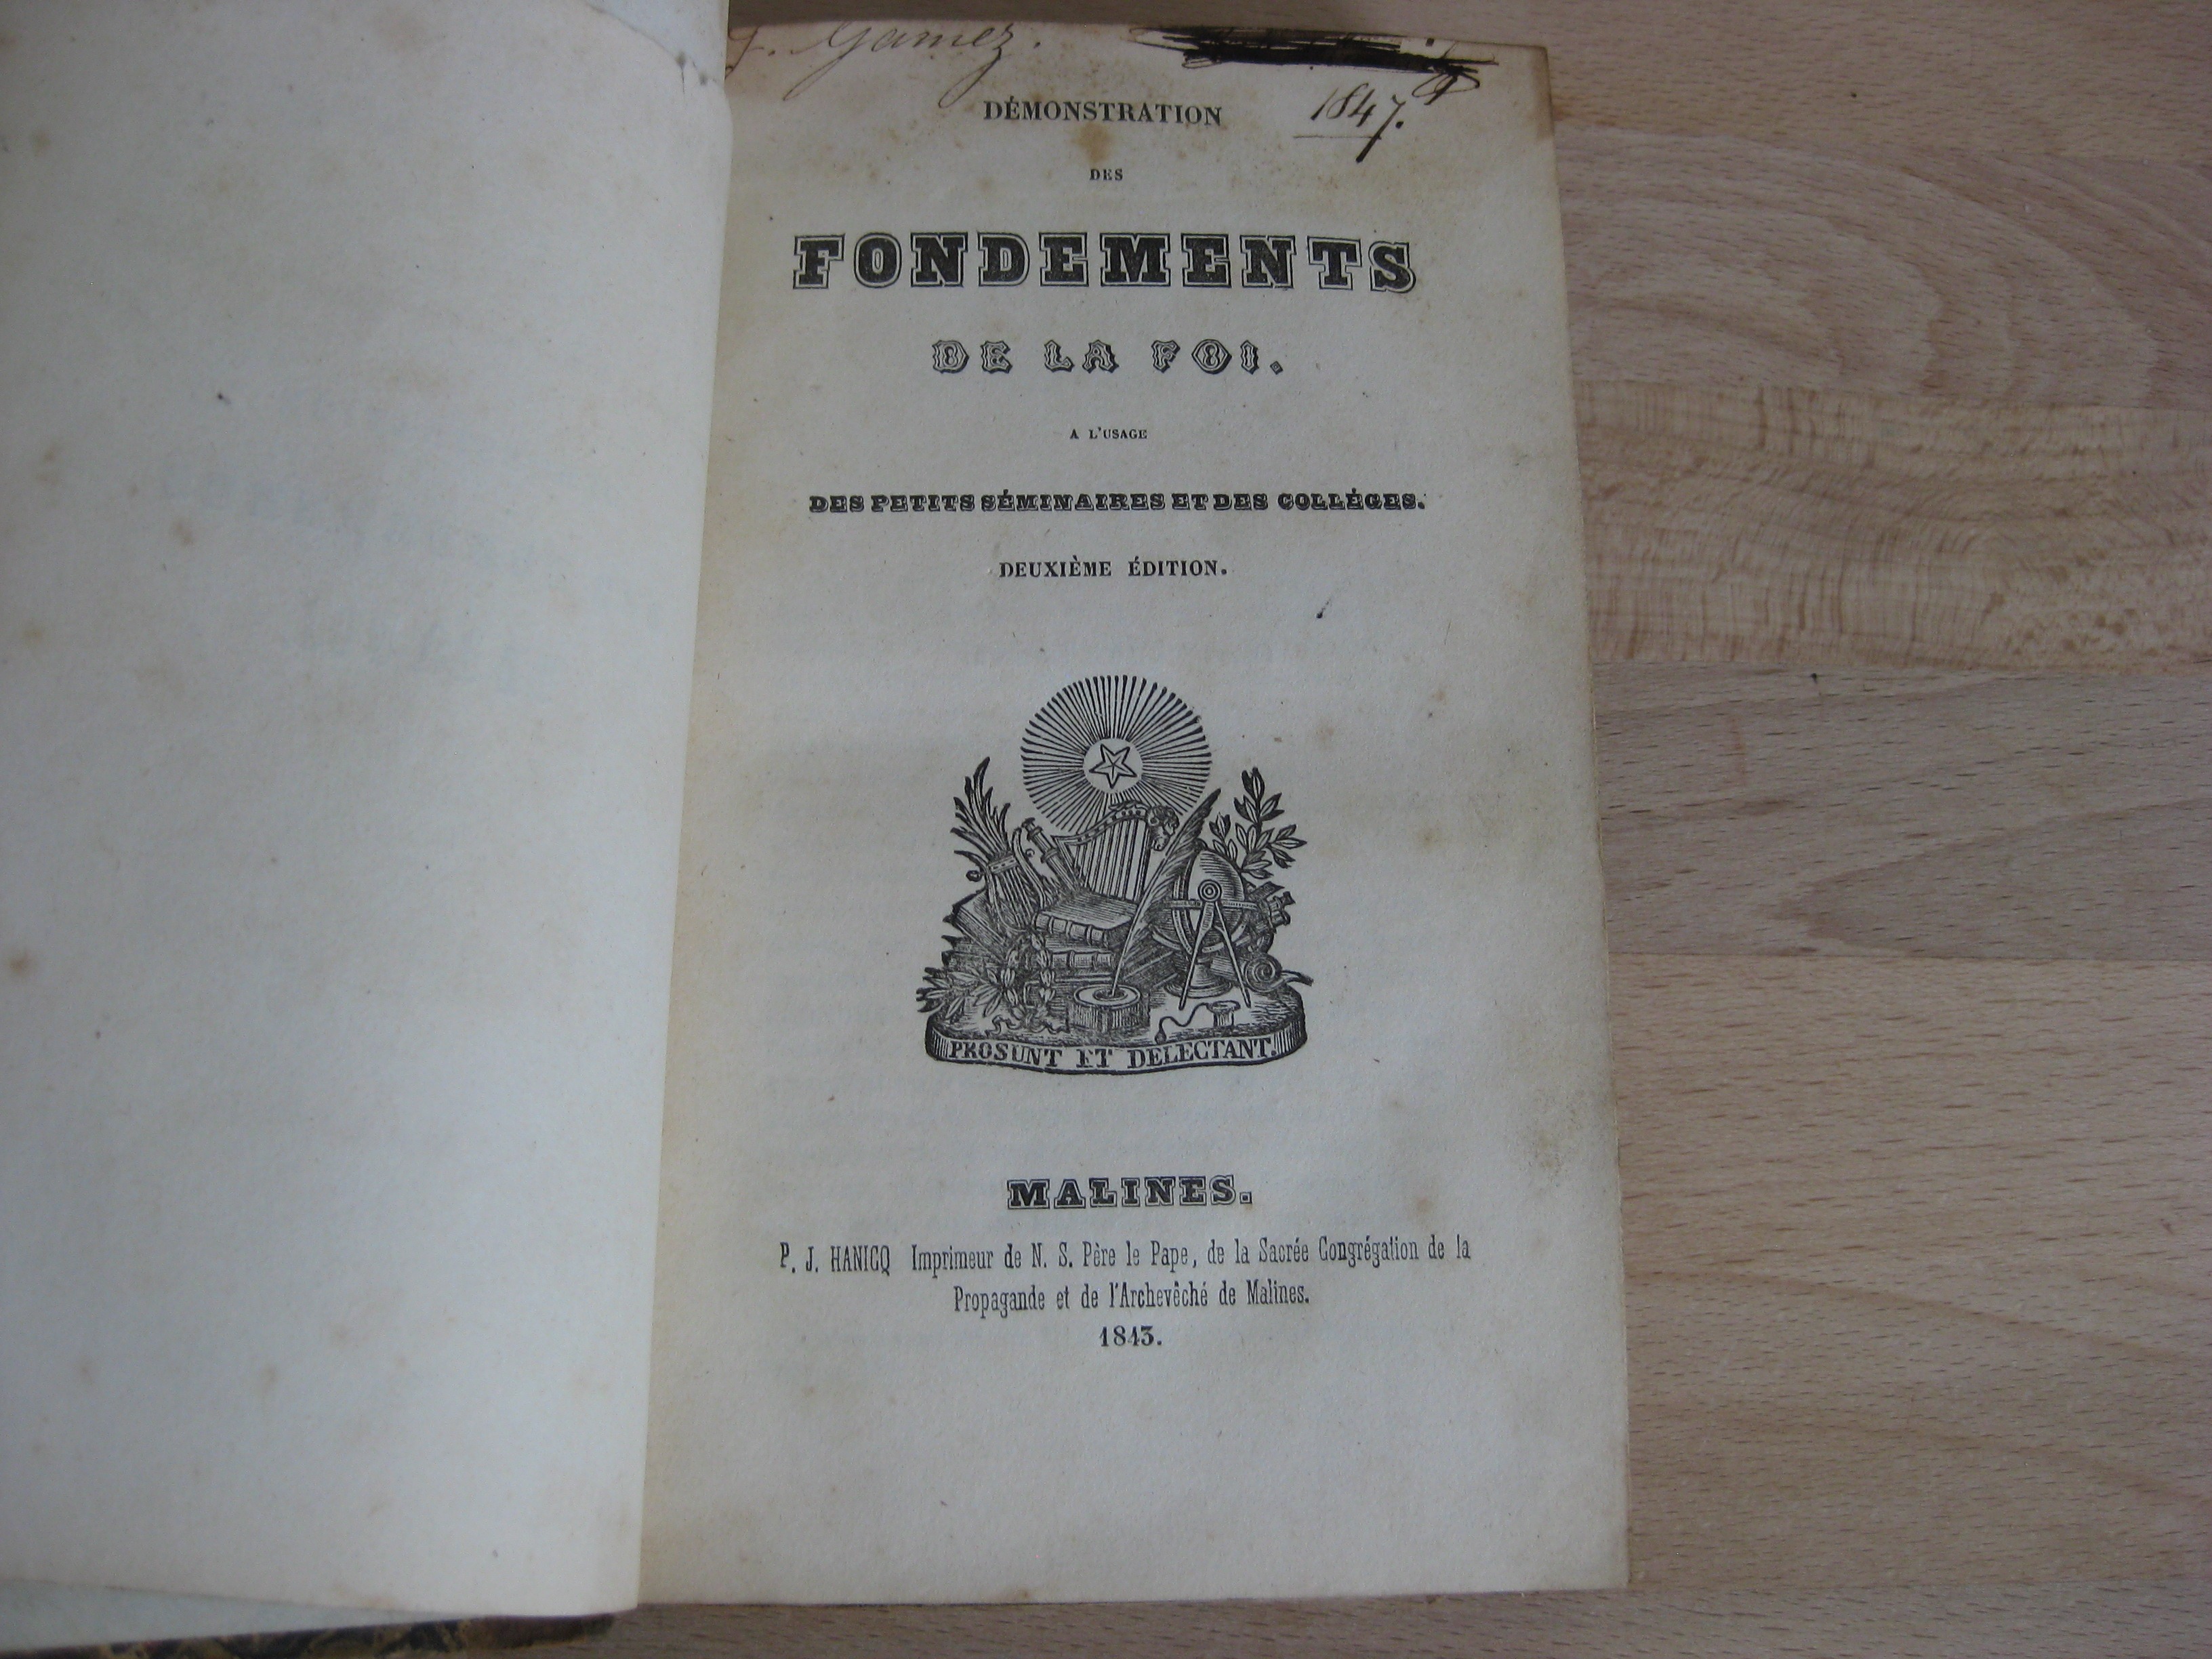 Gamez.
1847.
DÉMONSTRATION
DES
FONDEMENTS
DE LA FOI.
A L'USAGE
DES PETITS SÉMINAIRES ET DES COLLÉGES.
DEUXIÈME ÉDITION.
PROSUNT ET DELECTANT.
MALINES.
P. J. HANICQ Imprimeur de N. S. Père le Pape, de la Sacrée Congrégation de la
Propagande et de l'Archevêché de Malines.
1843.